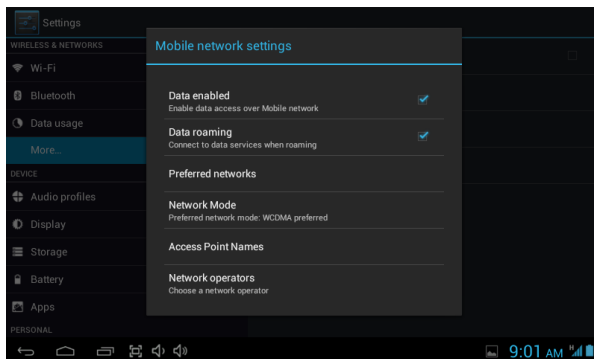 Settings
WIRELESS & NETWORKS
Wi-Fi
Bluetooth
Data usage
More...
DEVICE
Audio profiles
Display
Storage
Battery
Apps
PERSONAL
Mobile network settings
Data enabled
Enable data access over Mobile network
Data roaming
Connect to data services when roaming
Preferred networks
Network Mode
Preferred network mode: WCDMA preferred
Access Point Names
Network operators
Choose a network operator
9:01 AM H